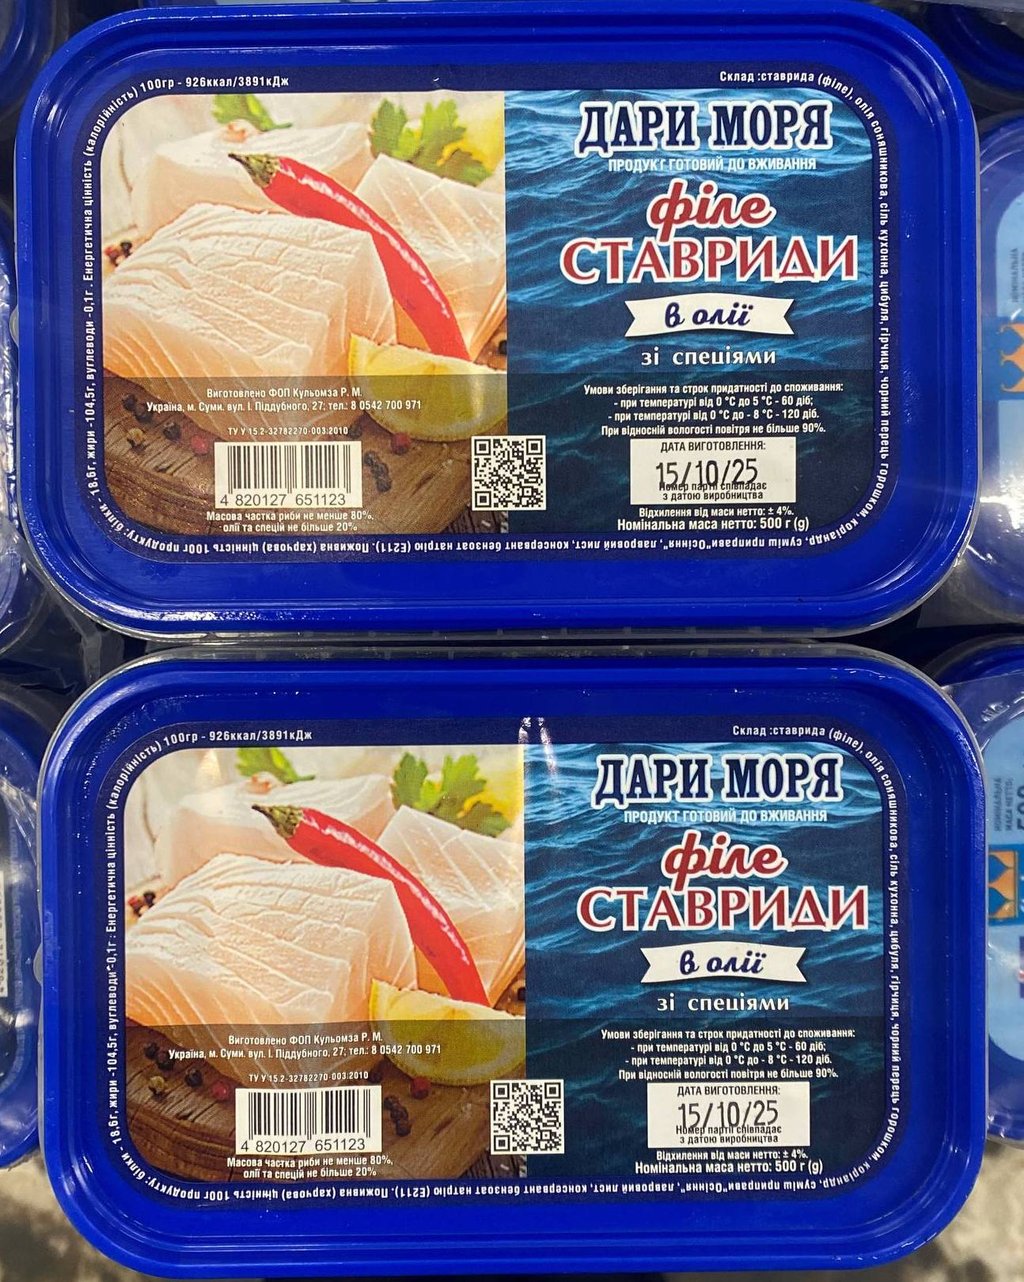 Склад :ставрида (філе), олія соняшникова, сіль кухонна, цибуля, гірчиця, чорний перець горошком, коріандр, суміш приправи"Осіння", лавровий лист, консервант бензоат натрію (Е211). Поживна (харчова) цінність 100г продукту: білки - 18,6г, жири -104,5г, вуглеводи -0,1г . Енергетична цінність (калорійність) 100гр - 926ккал/3891кДж
ДАРИ МОРЯ
ПРОДУКТ ГОТОВИЙ ДО ВЖИВАННЯ
філе
СТАВРИДИ
в олії
зі спеціями
Умови зберігання та строк придатності до споживання:
- при температурі від 0 °С до 5 °С - 60 діб;
- при температурі від 0 °С до - 8 °С - 120 діб.
При відносній вологості повітря не більше 90%.
ДАТА ВИГОТОВЛЕННЯ:
15/10/25
Номер партії співпадає
з датою виробництва
Відхилення від маси нетто: ± 4%.
Номінальна маса нетто: 500 г (g)
Виготовлено ФОП Кульомза Р. М.
Україна, м. Суми. вул. І. Піддубного, 27; тел.: 8 0542 700 971
ТУ У 15.2-32782270-003:2010
4 820127 651123
Масова частка риби не менше 80%,
олії та спецій не більше 20%
Склад :ставрида (філе), олія соняшникова, сіль кухонна, цибуля, гірчиця, чорний перець горошком, коріандр, суміш приправи"Осіння", лавровий лист, консервант бензоат натрію (Е211). Поживна (харчова) цінність 100г продукту: білки - 18,6г, жири -104,5г, вуглеводи -0,1г . Енергетична цінність (калорійність) 100гр - 926ккал/3891кДж
ДАРИ МОРЯ
ПРОДУКТ ГОТОВИЙ ДО ВЖИВАННЯ
філе
СТАВРИДИ
в олії
зі спеціями
Умови зберігання та строк придатності до споживання:
- при температурі від 0 °С до 5 °С - 60 діб;
- при температурі від 0 °С до - 8 °С - 120 діб.
При відносній вологості повітря не більше 90%.
ДАТА ВИГОТОВЛЕННЯ:
15/10/25
Номер партії співпадає
з датою виробництва
Відхилення від маси нетто: ± 4%.
Номінальна маса нетто: 500 г (g)
Виготовлено ФОП Кульомза Р. М.
Україна, м. Суми. вул. І. Піддубного, 27; тел.: 8 0542 700 971
ТУ У 15.2-32782270-003:2010
4 820127 651123
Масова частка риби не менше 80%,
олії та спецій не більше 20%